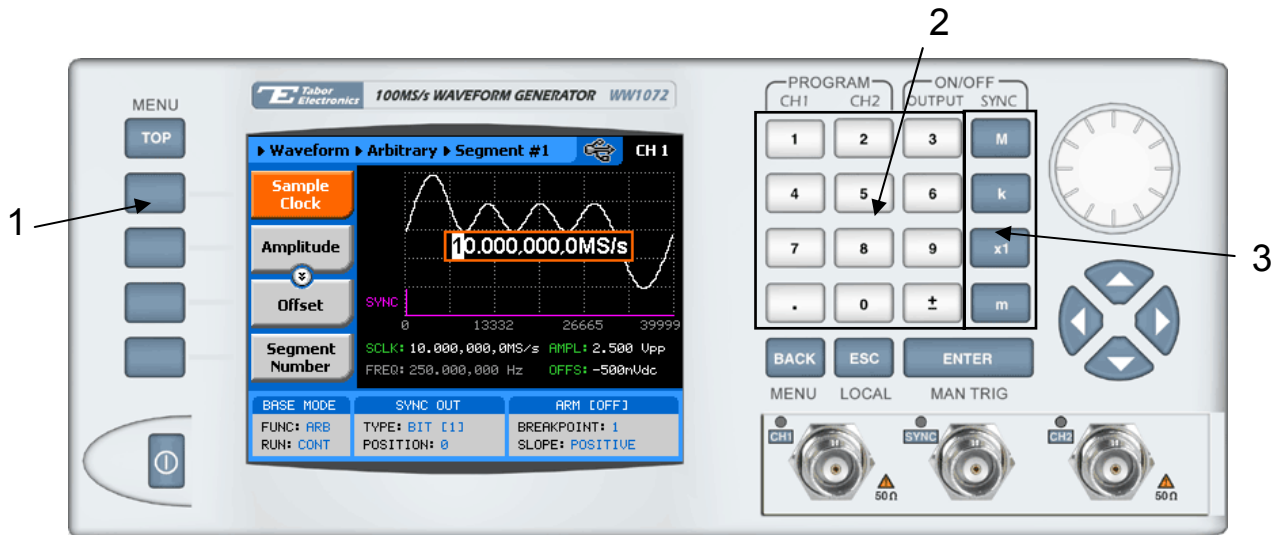 2
PROGRAM ON/OFF
CH1 CH2 OUTPUT SYNC
MENU
TOP
Tabor Electronics 100MS/s WAVEFORM GENERATOR WW1072
Waveform Arbitrary Segment #1 CH 1
Sample Clock
Amplitude
Offset
Segment Number
10.000,000,0MS/s
SYNC
0 13332 26665 39999
SCLK: 10.000,000,0MS/s AMPL: 2.500 Vpp
FREQ: 250.000,000 Hz OFFS: -500mVdc
BASE MODE SYNC OUT ARM [OFF]
FUNC: ARB TYPE: BIT [1] BREAKPOINT: 1
RUN: CONT POSITION: 0 SLOPE: POSITIVE
1
1 2 3 M
4 5 6 k
7 8 9 x1
. 0 ± m
3
BACK ESC ENTER
MENU LOCAL MAN TRIG
CH1 SYNC CH2
50Ω 50Ω